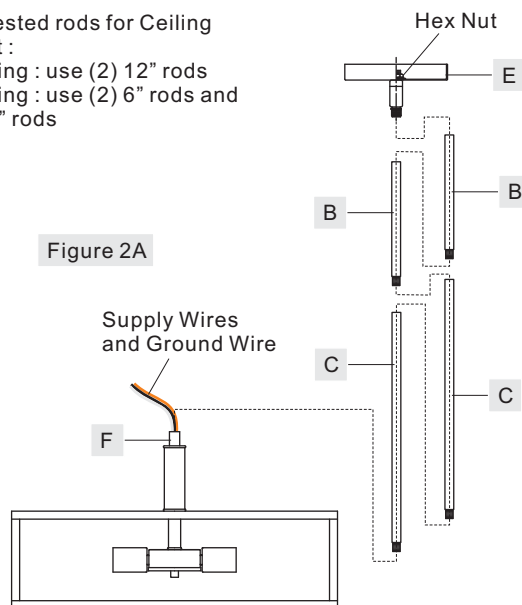 ested rods for Ceiling
t :
ing : use (2) 12” rods
ing : use (2) 6” rods and
” rods
Hex Nut
E
B
B
Figure 2A
Supply Wires
and Ground Wire
C
C
F